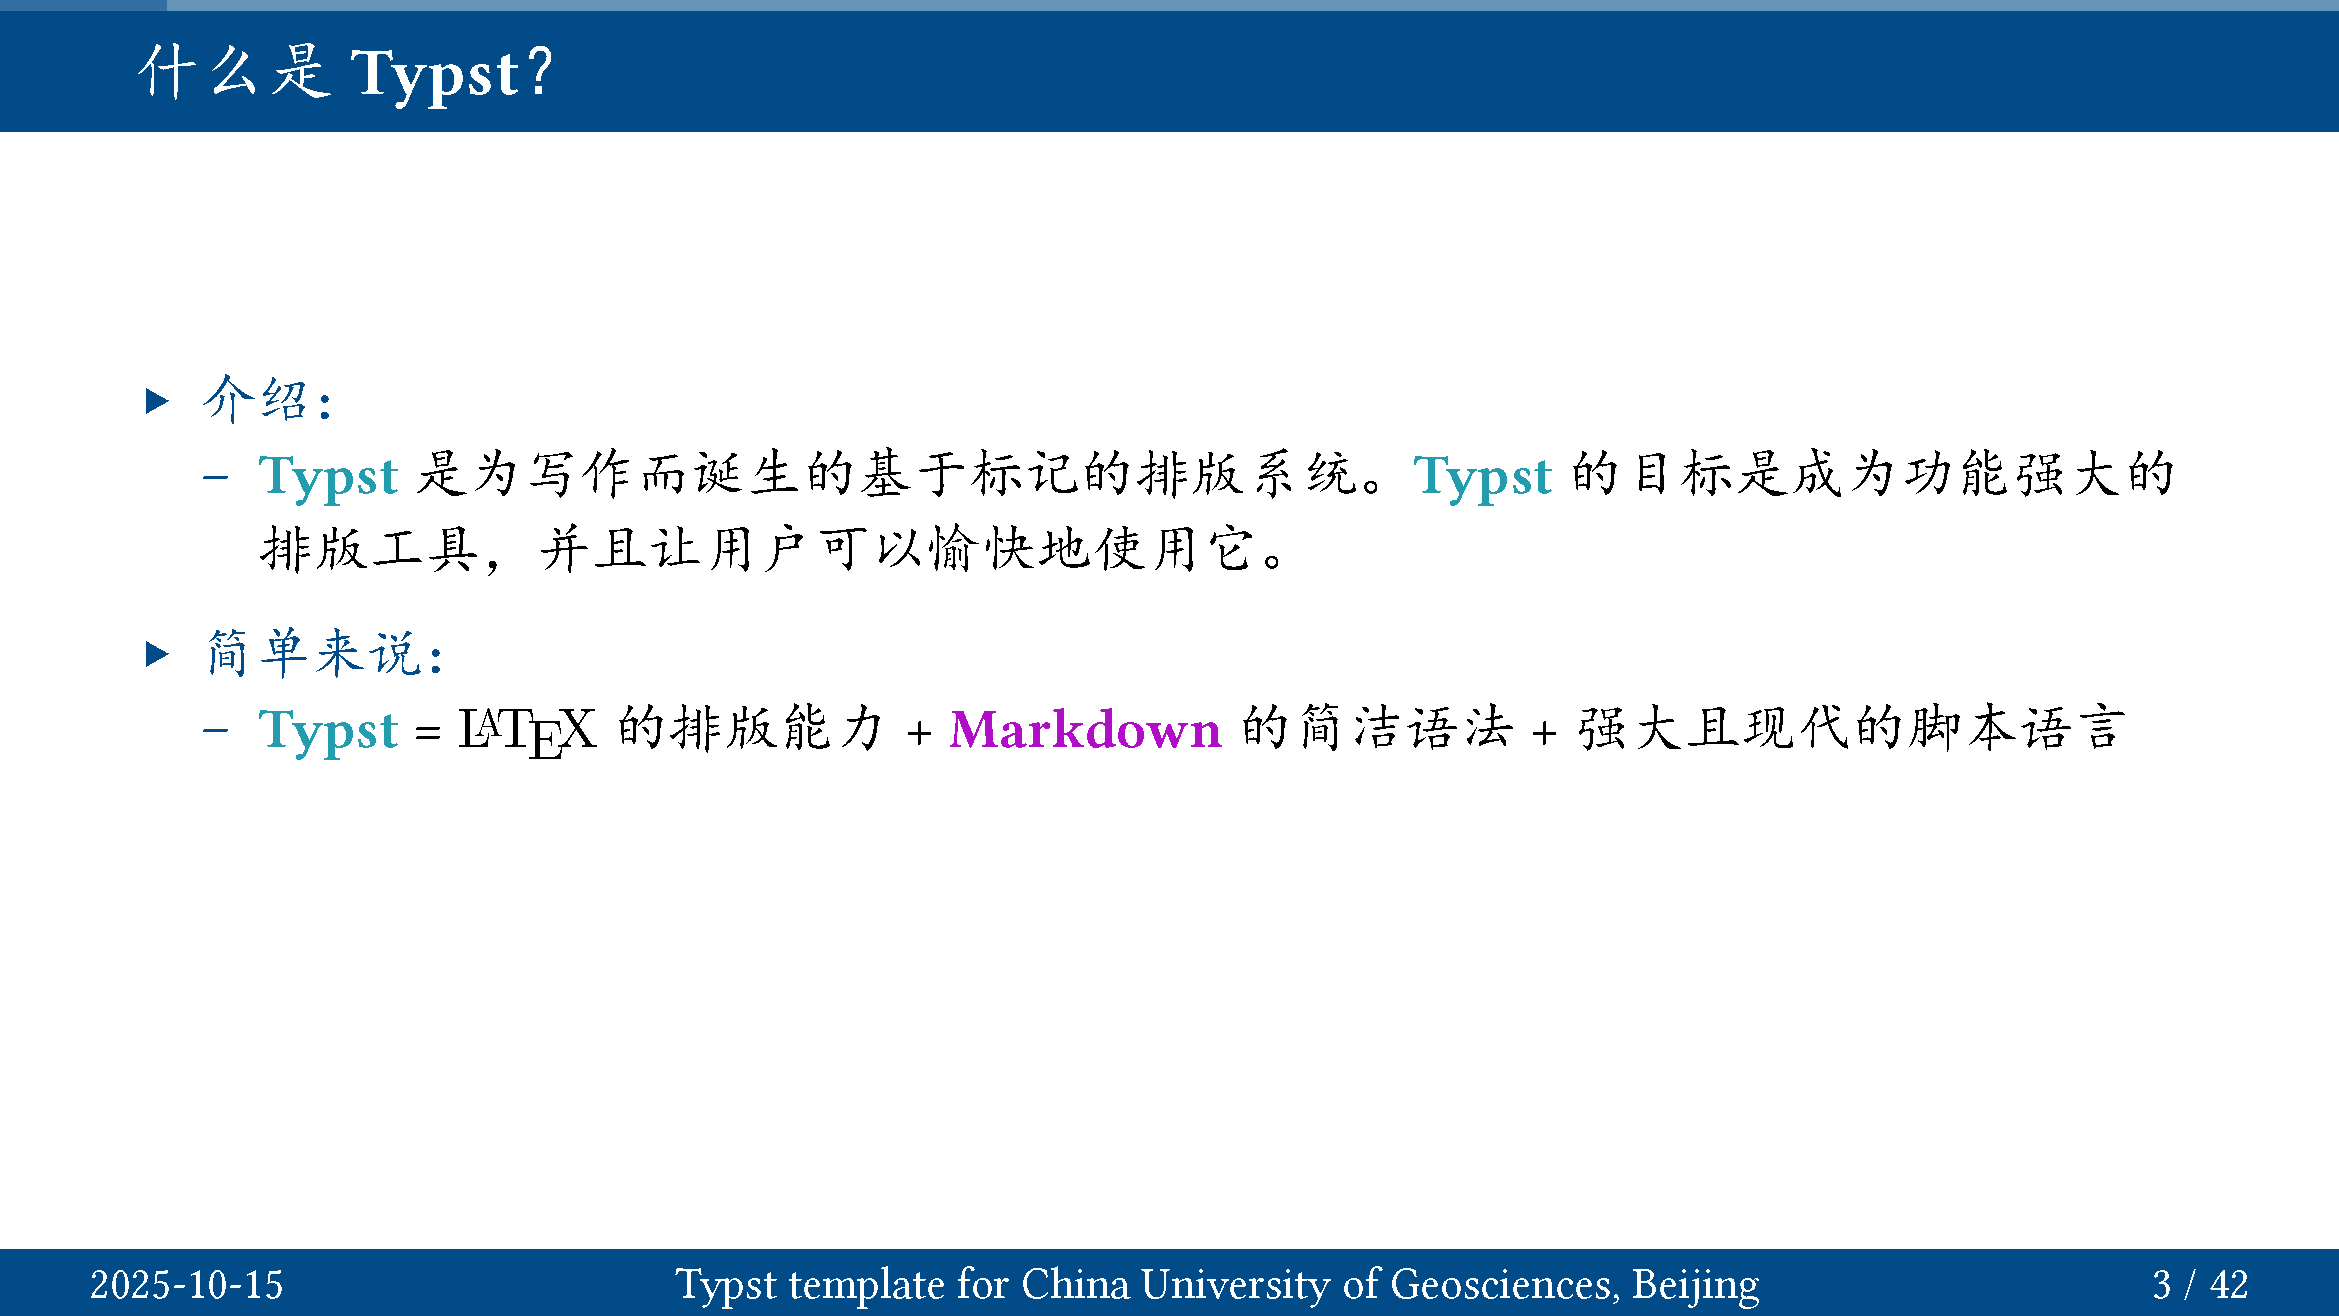 什么是 Typst？
▶ 介绍：
– Typst 是为写作而诞生的基于标记的排版系统。Typst 的目标是成为功能强大的
排版工具，并且让用户可以愉快地使用它。
▶ 简单来说：
– Typst = LATEX 的排版能力 + Markdown 的简洁语法 + 强大且现代的脚本语言
2025-10-15 Typst template for China University of Geosciences, Beijing 3 / 42